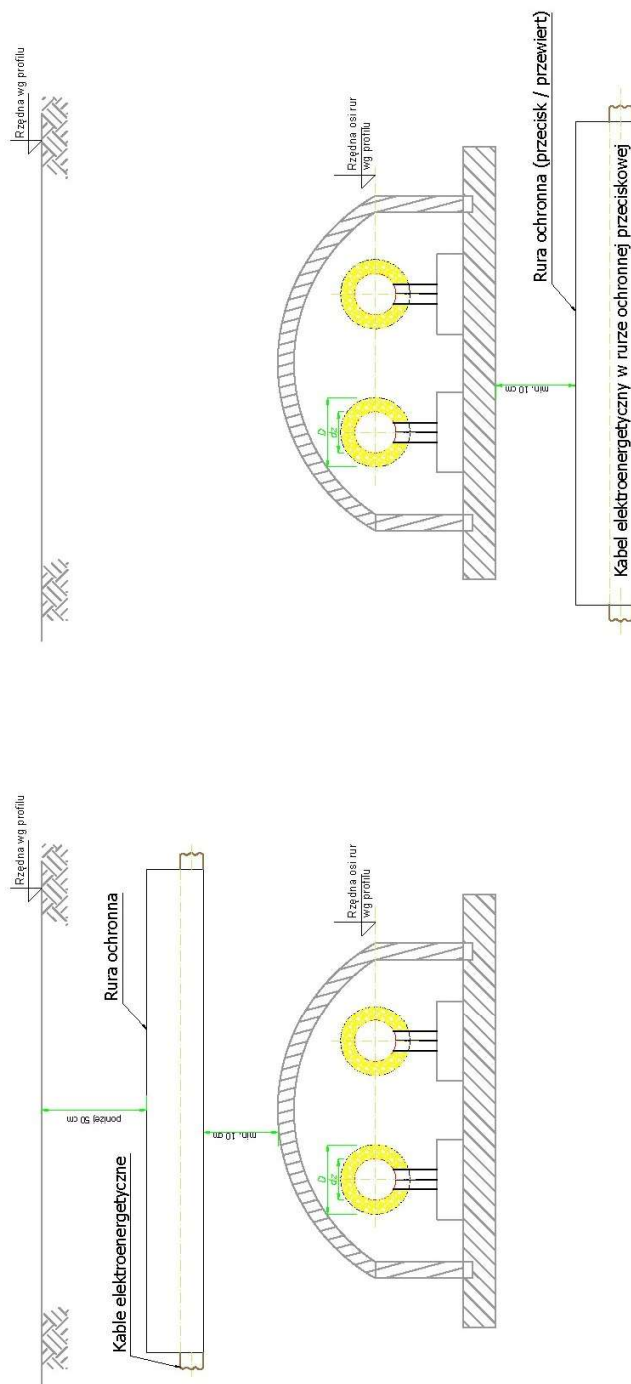 Rzędna wg profilu
Rura ochronna
poniżej 50 cm
Kable elektroenergetyczne
min. 10 cm
Rzędna osi rur
wg profilu
D
dz
Rzędna wg profilu
Rzędna osi rur
wg profilu
D
dz
min. 10 cm
Rura ochronna (przecisk / przewiert)
Kabel elektroenergetyczny w rurze ochronnej przeciskowej